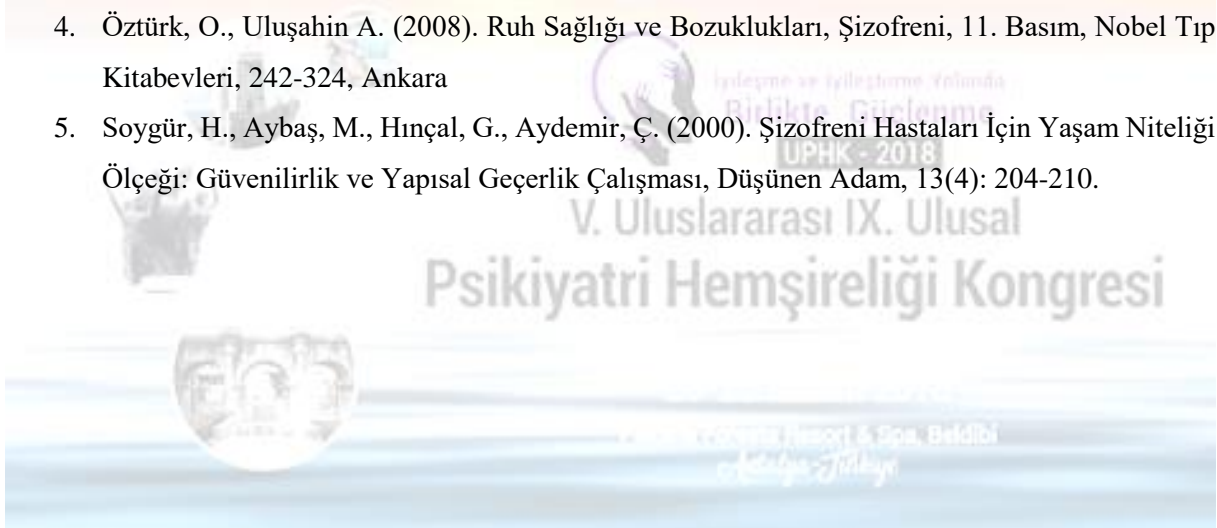 4. Öztürk, O., Uluşahin A. (2008). Ruh Sağlığı ve Bozuklukları, Şizofreni, 11. Basım, Nobel Tıp
Kitabevleri, 242-324, Ankara
İyileşme ve İyileştirme Yolunda
Birlikte Güçlenme
5. Soygür, H., Aybaş, M., Hınçal, G., Aydemir, Ç. (2000). Şizofreni Hastaları İçin Yaşam Niteliği
UPHK - 2018
Ölçeği: Güvenilirlik ve Yapısal Geçerlik Çalışması, Düşünen Adam, 13(4): 204-210.
V. Uluslararası IX. Ulusal
Psikiyatri Hemşireliği Kongresi
Resort & Spa, Beldibi
Antalya-Türkiye